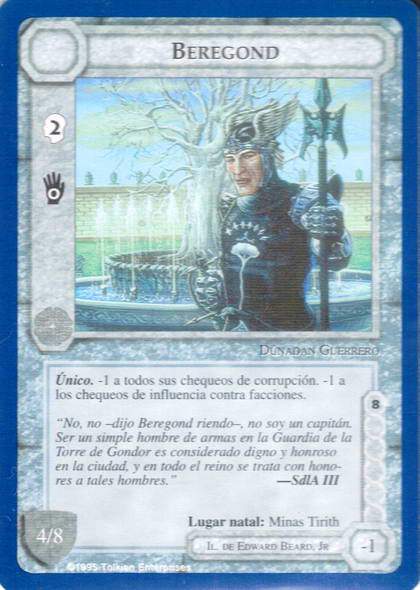 BEREGOND
2
0
DÚNADAN GUERRERO
Único. -1 a todos sus chequeos de corrupción. -1 a
los chequeos de influencia contra facciones.
8
“No, no –dijo Beregond riendo–, no soy un capitán.
Ser un simple hombre de armas en la Guardia de la
Torre de Gondor es considerado digno y honroso
en la ciudad, y en todo el reino se trata con hono-
res a tales hombres.” —SdlA III
4/8
Lugar natal: Minas Tirith
IL. DE EDWARD BEARD, JR
-1
©1995 Tolkien Enterprises